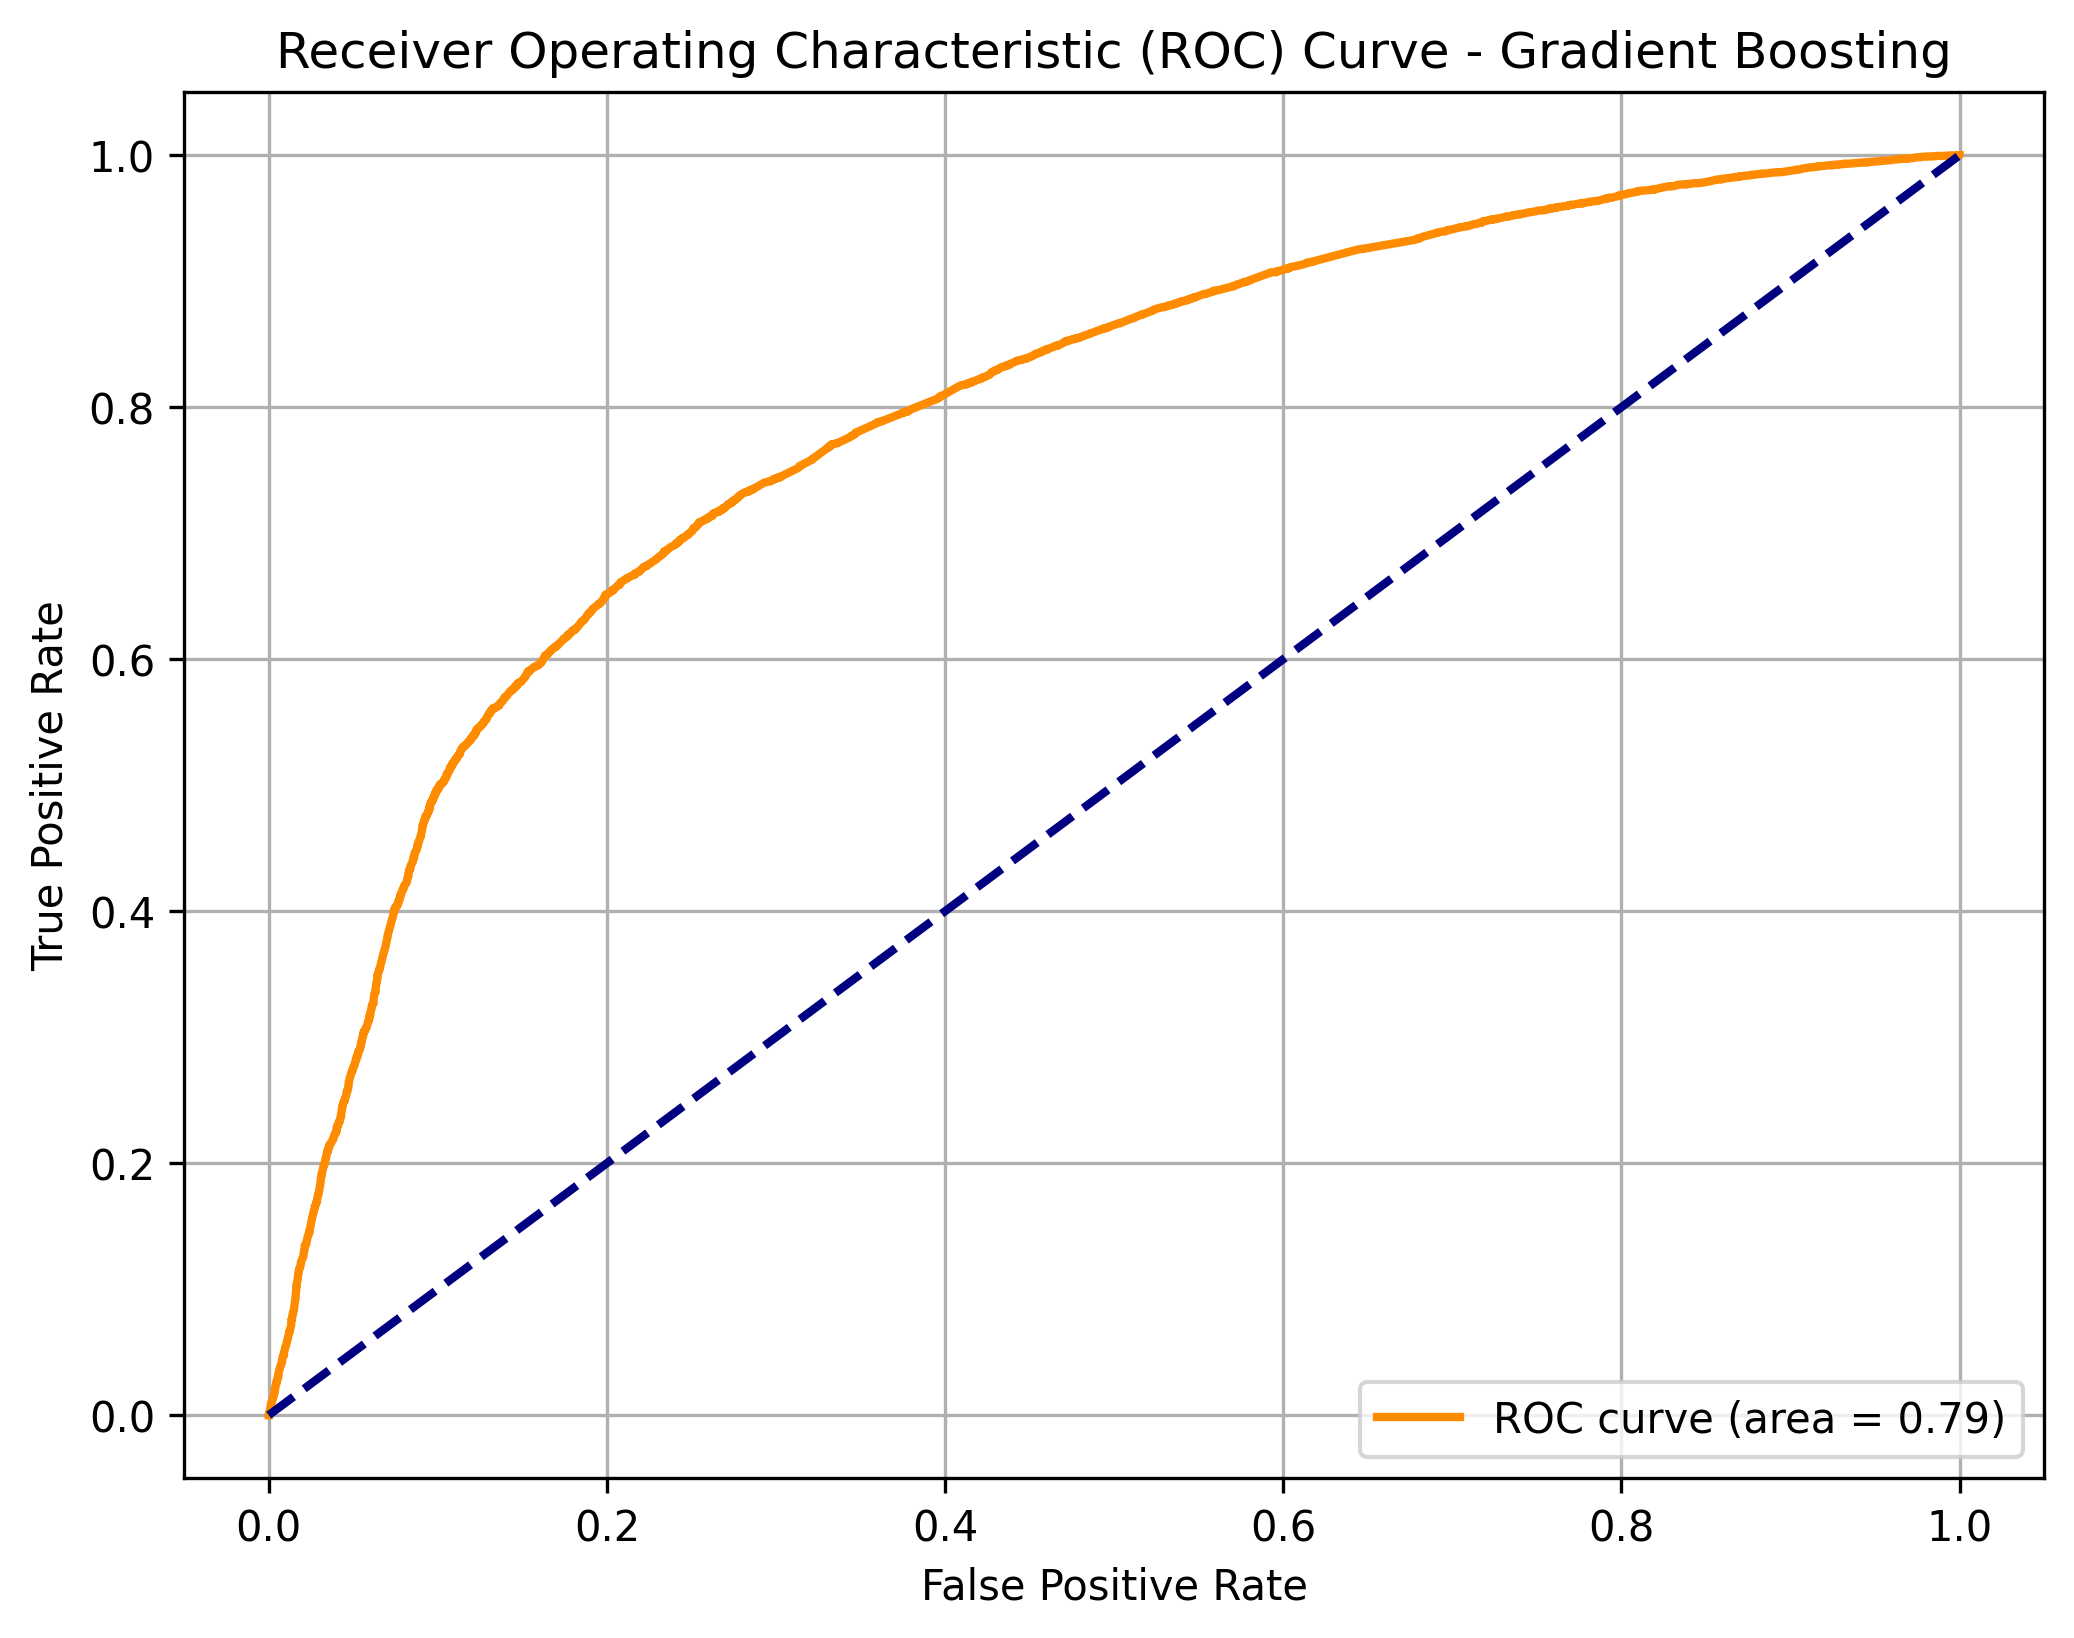 Receiver Operating Characteristic (ROC) Curve - Gradient Boosting
True Positive Rate
1.0
0.8
0.6
0.4
0.2
0.0
ROC curve (area = 0.79)
0.0 0.2 0.4 0.6 0.8 1.0
False Positive Rate